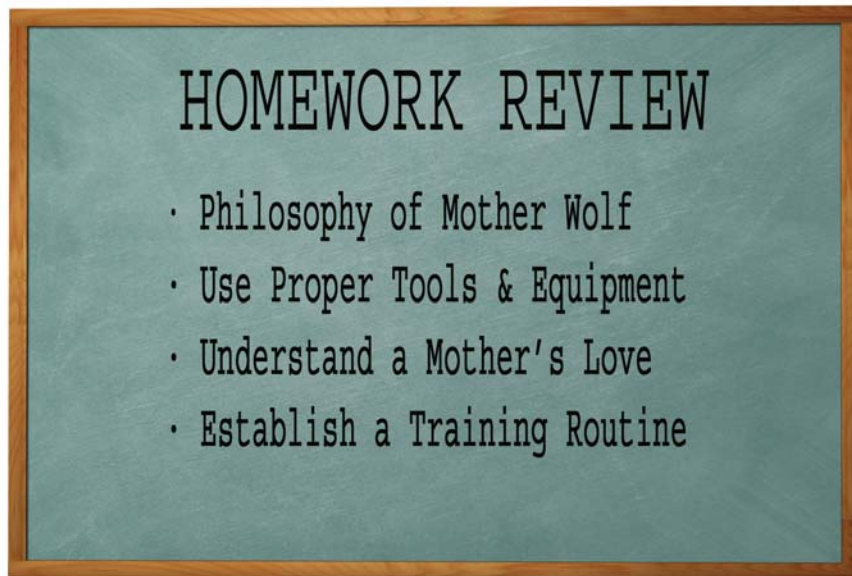 HOMEWORK REVIEW
· Philosophy of Mother Wolf
· Use Proper Tools & Equipment
· Understand a Mother’s Love
· Establish a Training Routine